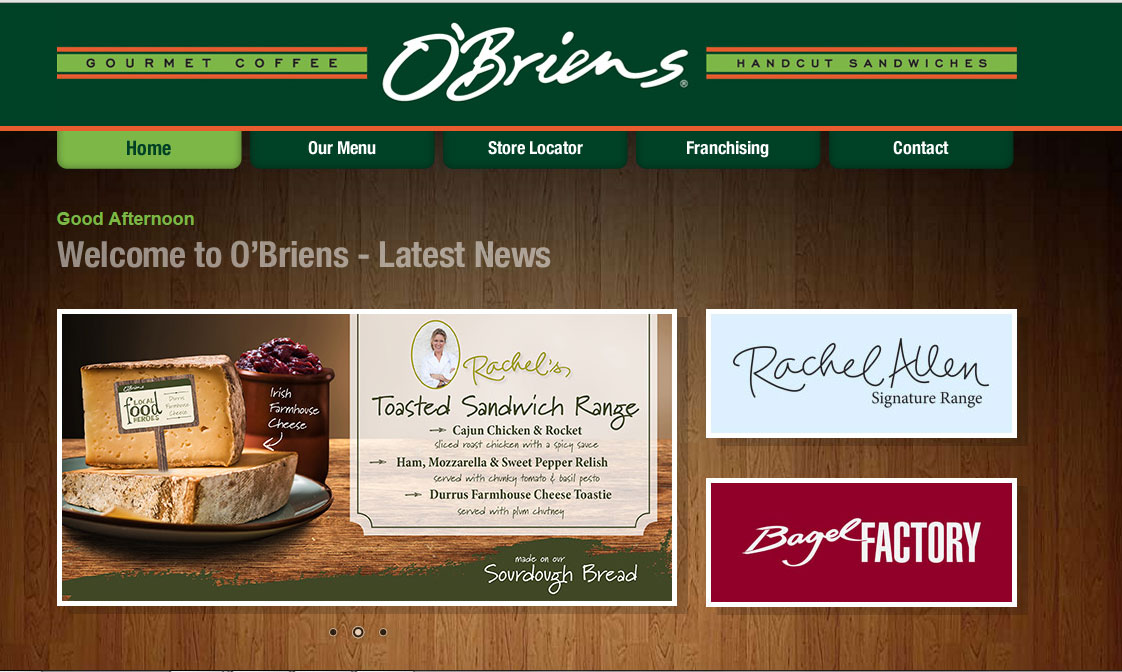 GOURMET COFFEE
O'Briens®
HANDCUT SANDWICHES
Home
Our Menu
Store Locator
Franchising
Contact
Good Afternoon
Welcome to O'Briens - Latest News
O'Briens
LOCAL
food
HEROES
Durrus
Farmhouse
Cheese
Irish
Farmhouse
Cheese
Rachel's
Toasted Sandwich Range
Cajun Chicken & Rocket
sliced roast chicken with a spicy sauce
Ham, Mozzarella & Sweet Pepper Relish
served with chunky tomato & basil pesto
Durrus Farmhouse Cheese Toastie
served with plum chutney
made on our
Sourdough Bread
Rachel Allen
Signature Range
Bagel FACTORY